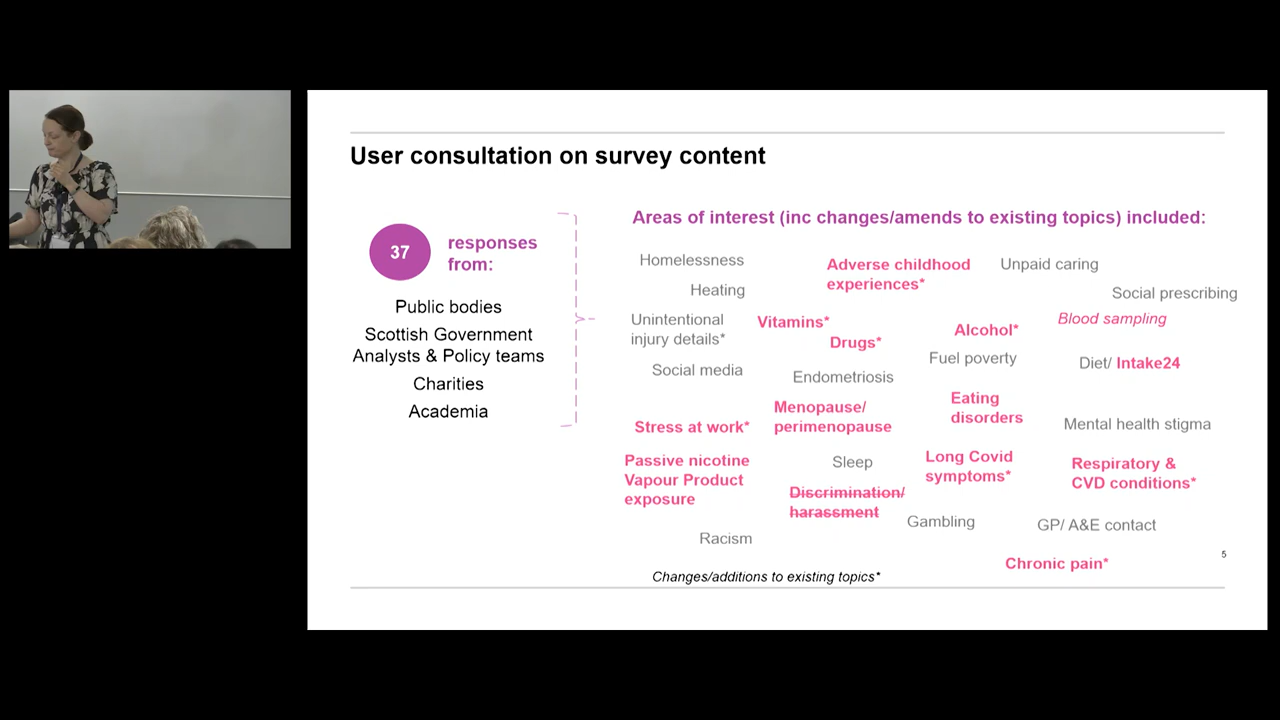 User consultation on survey content
37
responses
from:
Public bodies
Scottish Government
Analysts & Policy teams
Charities
Academia
Areas of interest (inc changes/amends to existing topics) included:
Homelessness
Adverse childhood
experiences*
Unpaid caring
Heating
Social prescribing
Unintentional
injury details*
Vitamins*
Blood sampling
Drugs*
Alcohol*
Social media
Endometriosis
Fuel poverty
Diet/ Intake24
Stress at work*
Menopause/
perimenopause
Eating
disorders
Mental health stigma
Passive nicotine
Vapour Product
exposure
Sleep
Long Covid
symptoms*
Respiratory &
CVD conditions*
Discrimination/
harassment
Gambling
GP/ A&E contact
Racism
Chronic pain*
Changes/additions to existing topics*
5